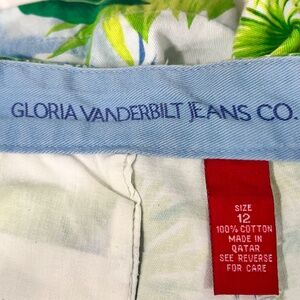 GLORIA VANDERBILT JEANS CO.
SIZE
12
100% COTTON
MADE IN
QATAR
SEE REVERSE
FOR CARE